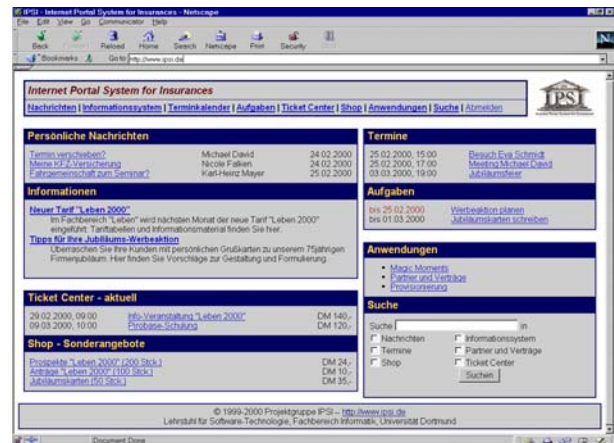 IPSI - Internet Portal System for Insurances - Netscape
File Edit View Go Communicator Help
Back Reload Home Search Netscape Print Security
Bookmarks Go to http://www.ipsi.de
Internet Portal System for Insurances
Nachrichten | Informationssystem | Terminkalender | Aufgaben | Ticket Center | Shop | Anwendungen | Suche | Abmelden
IPSI
Persönliche Nachrichten
Termin verschieben? Michael David 24.02.2000
Meine KFZ-Versicherung Nicole Falken 24.02.2000
Fahrgemeinschaft zum Seminar? Karl-Heinz Mayer 25.02.2000
Informationen
Neuer Tarif "Leben 2000"
Im Fachbereich "Leben" wird nächsten Monat der neue Tarif "Leben 2000"
eingeführt. Tariftabellen und Informationsmaterial finden Sie hier.
Tipps für Ihre Jubiläums-Werbeaktion
Überraschen Sie Ihre Kunden mit persönlichen Grußkarten zu unserem 75jährigen
Firmenjubiläum. Hier finden Sie Vorschläge zur Gestaltung und Formulierung.
Ticket Center - aktuell
29.02.2000, 09:00 Info-Veranstaltung "Leben 2000" DM 140,-
09.03.2000, 10:00 Pirobase-Schulung DM 120,-
Shop - Sonderangebote
Prospekte "Leben 2000" (200 Stck.) DM 24,-
Anträge "Leben 2000" (100 Stck.) DM 10,-
Jubiläumskarten (50 Stck.) DM 35,-
Termine
25.02.2000, 15:00 Besuch Eva Schmidt
25.02.2000, 17:00 Meeting Michael David
03.03.2000, 19:00 Jubiläumsfeier
Aufgaben
bis 25.02.2000 Werbeaktion planen
bis 01.03.2000 Jubiläumskarten schreiben
Anwendungen
Magic Moments
Partner und Verträge
Provisionierung
Suche
Suche in
Nachrichten Informationssystem
Termine Partner und Verträge
Shop Ticket Center
Suchen
© 1999-2000 Projektgruppe IPSI – http://www.ipsi.de
Lehrstuhl für Software-Technologie, Fachbereich Informatik, Universität Dortmund
Document Done